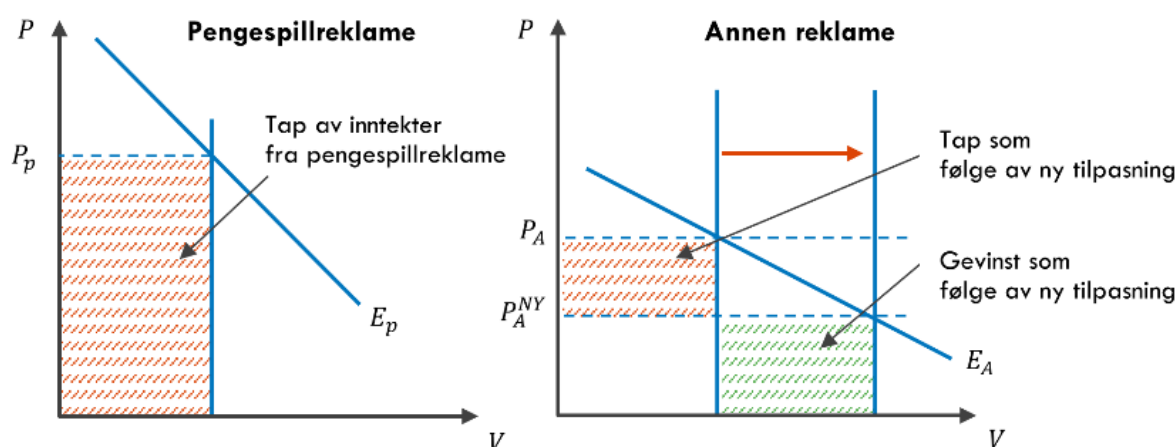 Pengespillreklame
P
Tap av inntekter
fra pengespillreklame
P_p
E_p
V
Annen reklame
P
Tap som
følge av ny tilpasning
P_A
Gevinst som
følge av ny tilpasning
P_A^NY
E_A
V